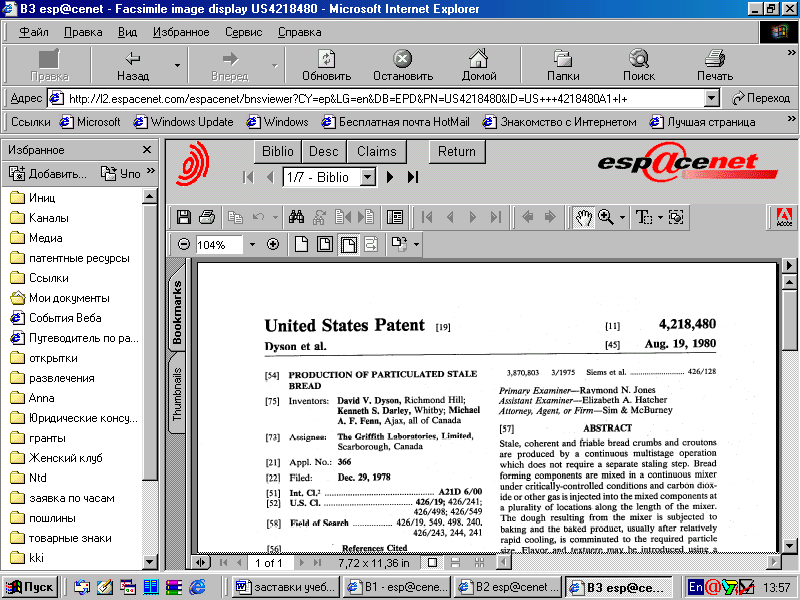 B3 esp@cenet - Facsimile image display US4218480 - Microsoft Internet Explorer
Файл Правка Вид Избранное Сервис Справка
Правка Назад Вперед Обновить Остановить Домой Папки Поиск Печать
Адрес http://l2.espacenet.com/espacenet/bnsviewer?CY=ep&LG=en&DB=EPD&PN=US4218480&ID=US+++4218480A1+I+ Переход
Ссылки Microsoft Windows Update Windows Бесплатная почта HotMail Знакомство с Интернетом Лучшая страница
Избранное
Добавить... Упо
Иниц
Каналы
Медиа
патентные ресурсы
Ссылки
Мои документы
События Веба
Путеводитель по ра...
открытки
развлечения
Anna
Юридические консу...
гранты
Женский клуб
Ntd
заявка по часам
пошлины
товарные знаки
kki
Biblio Desc Claims Return
1/7 - Biblio
esp@cenet
Adobe
104%
Bookmarks
Thumbnails
United States Patent [19]
Dyson et al.
[11] 4,218,480
[45] Aug. 19, 1980
[54] PRODUCTION OF PARTICULATED STALE
BREAD
[75] Inventors: David V. Dyson, Richmond Hill;
Kenneth S. Darley, Whitby; Michael
A. F. Fenn, Ajax, all of Canada
[73] Assignee: The Griffith Laboratories, Limited,
Scarborough, Canada
[21] Appl. No.: 366
[22] Filed: Dec. 29, 1978
[51] Int. Cl.² ................................ A21D 6/00
[52] U.S. Cl. ................................ 426/19; 426/241;
426/498; 426/549
[58] Field of Search .............. 426/19, 549, 498, 240,
426/243, 244, 241
[56] References Cited
3,870,803 3/1975 Siems et al. ........................ 426/128
Primary Examiner—Raymond N. Jones
Assistant Examiner—Elizabeth A. Hatcher
Attorney, Agent, or Firm—Sim & McBurney
[57] ABSTRACT
Stale, coherent and friable bread crumbs and croutons
are produced by a continuous multistage operation
which does not require a separate staling step. Bread
forming components are mixed in a continuous mixer
under critically-controlled conditions and carbon diox-
ide or other gas is injected into the mixed components at
a plurality of locations along the length of the mixer.
The dough resulting from the mixer is subjected to
baking and the baked product, usually after relatively
rapid cooling, is comminuted to the required particle
size. Flavor and texture may be introduced using a
1 of 1 7,72 x 11,36 in
Пуск заставки учеб... B1 - esp@cene... B2 esp@cenet ... B3 esp@ce... En 13:57